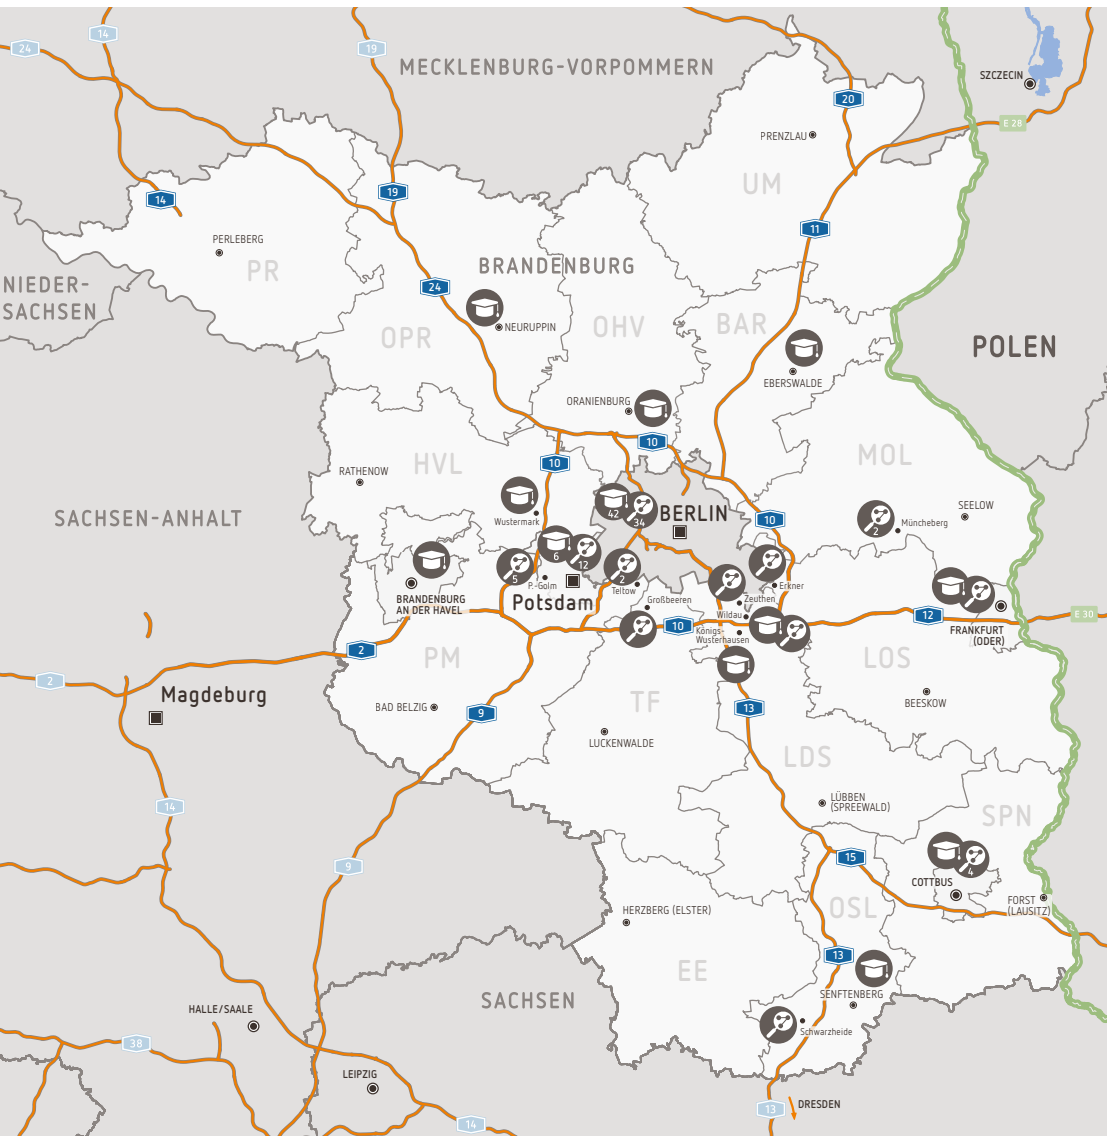 14
24
19
MECKLENBURG-VORPOMMERN
SZCZECIN
20
E 28
PRENZLAU
UM
14
19
11
PERLEBERG
PR
BRANDENBURG
NIEDER-
SACHSEN
24
NEURUPPIN
OPR
OHV
BAR
POLEN
EBERSWALDE
ORANIENBURG
10
HVL
10
MOL
RATHENOW
SACHSEN-ANHALT
Wustermark
42
34
BERLIN
10
2
Müncheberg
SEELOW
6
12
5
P.-Golm
2
Teltow
Erkner
BRANDENBURG
AN DER HAVEL
Potsdam
Großbeeren
Zeuthen
Wildau
10
Königs-
Wusterhausen
12
FRANKFURT
(ODER)
E 30
2
PM
LOS
2
Magdeburg
BAD BELZIG
9
TF
13
BEESKOW
LUCKENWALDE
LDS
14
LÜBBEN
(SPREEWALD)
SPN
9
15
4
COTTBUS
FORST
(LAUSITZ)
HERZBERG (ELSTER)
OSL
EE
13
SACHSEN
SENFTENBERG
HALLE/SAALE
Schwarzheide
38
LEIPZIG
13
DRESDEN
14